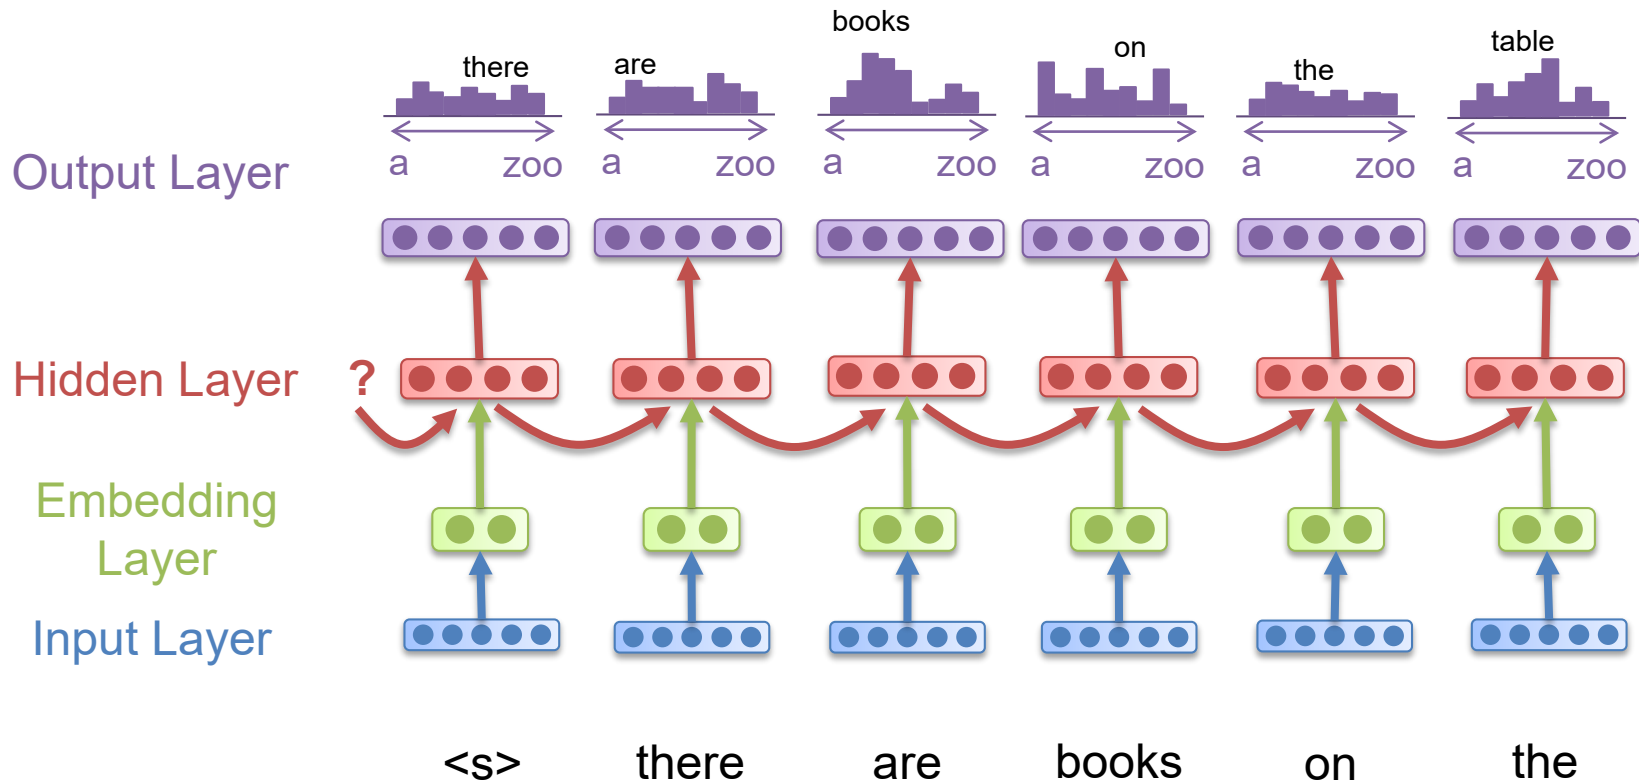 there are books on the table
Output Layer
a zoo a zoo a zoo a zoo a zoo a zoo
Hidden Layer ?
Embedding
Layer
Input Layer
<s> there are books on the